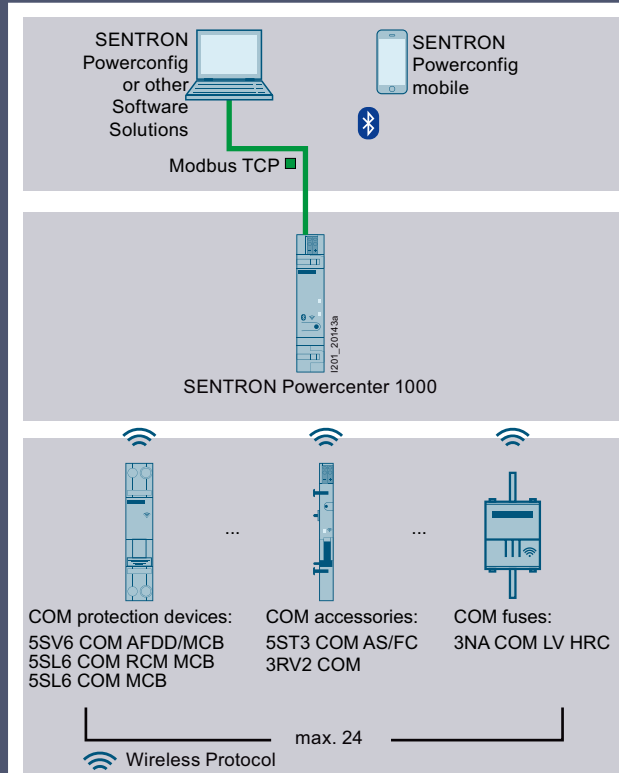 SENTRON
Powerconfig
or other
Software
Solutions
SENTRON
Powerconfig
mobile
Modbus TCP
I201_20143a
SENTRON Powercenter 1000
...
...
COM protection devices:
5SV6 COM AFDD/MCB
5SL6 COM RCM MCB
5SL6 COM MCB
COM accessories:
5ST3 COM AS/FC
3RV2 COM
COM fuses:
3NA COM LV HRC
max. 24
Wireless Protocol